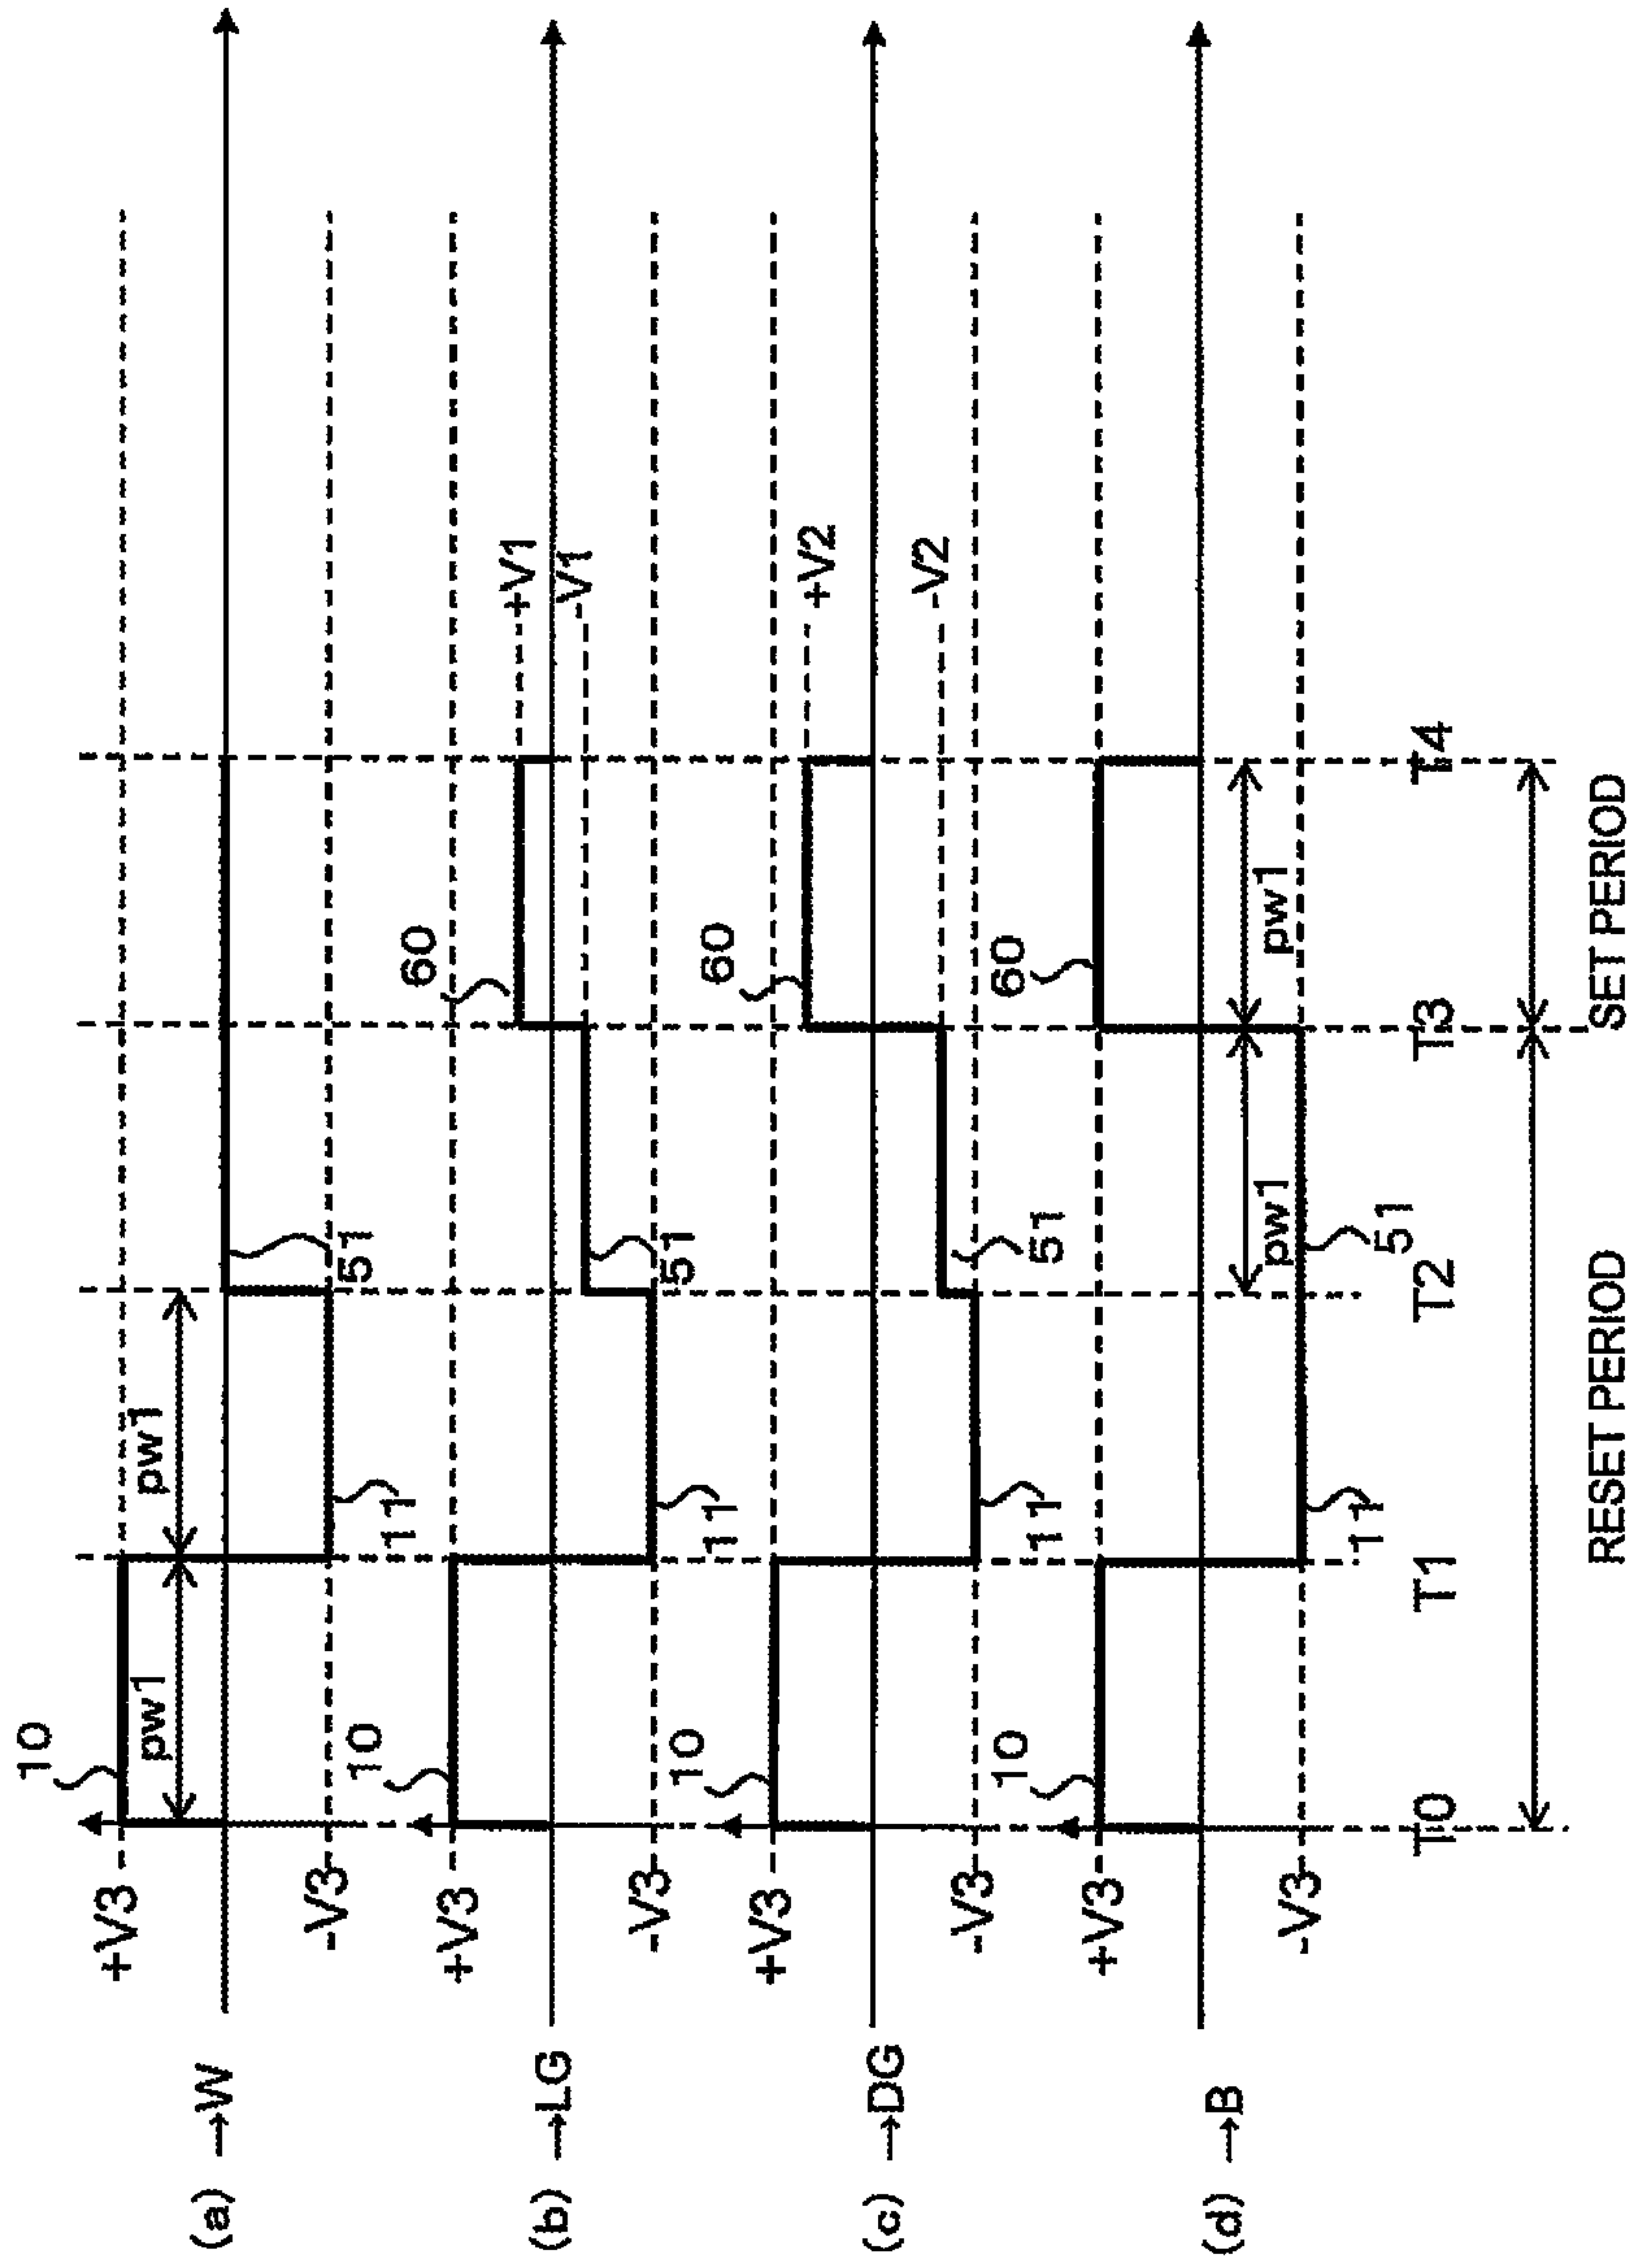 (a) →W
+V3
-V3
10
pw1
pw1
11
51
(b) →LG
+V3
-V3
10
11
51
60
+V1
-V1
(c) →DG
+V3
-V3
10
11
51
60
+V2
-V2
(d) →B
+V3
-V3
10
11
51
60
pw1
pw1
T0
T1
T2
T3
T4
RESET PERIOD
SET PERIOD